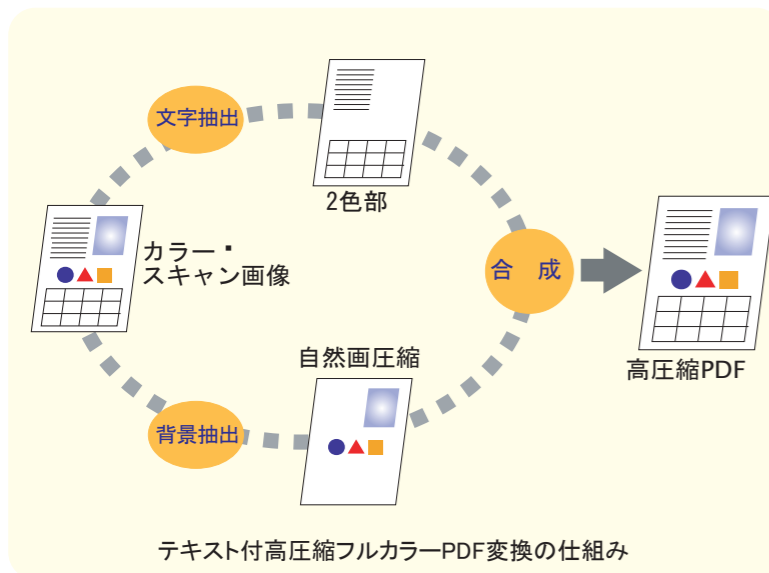 文字抽出
2色部
カラー・
スキャン画像
合 成
高圧縮PDF
自然画圧縮
背景抽出
テキスト付高圧縮フルカラーPDF変換の仕組み